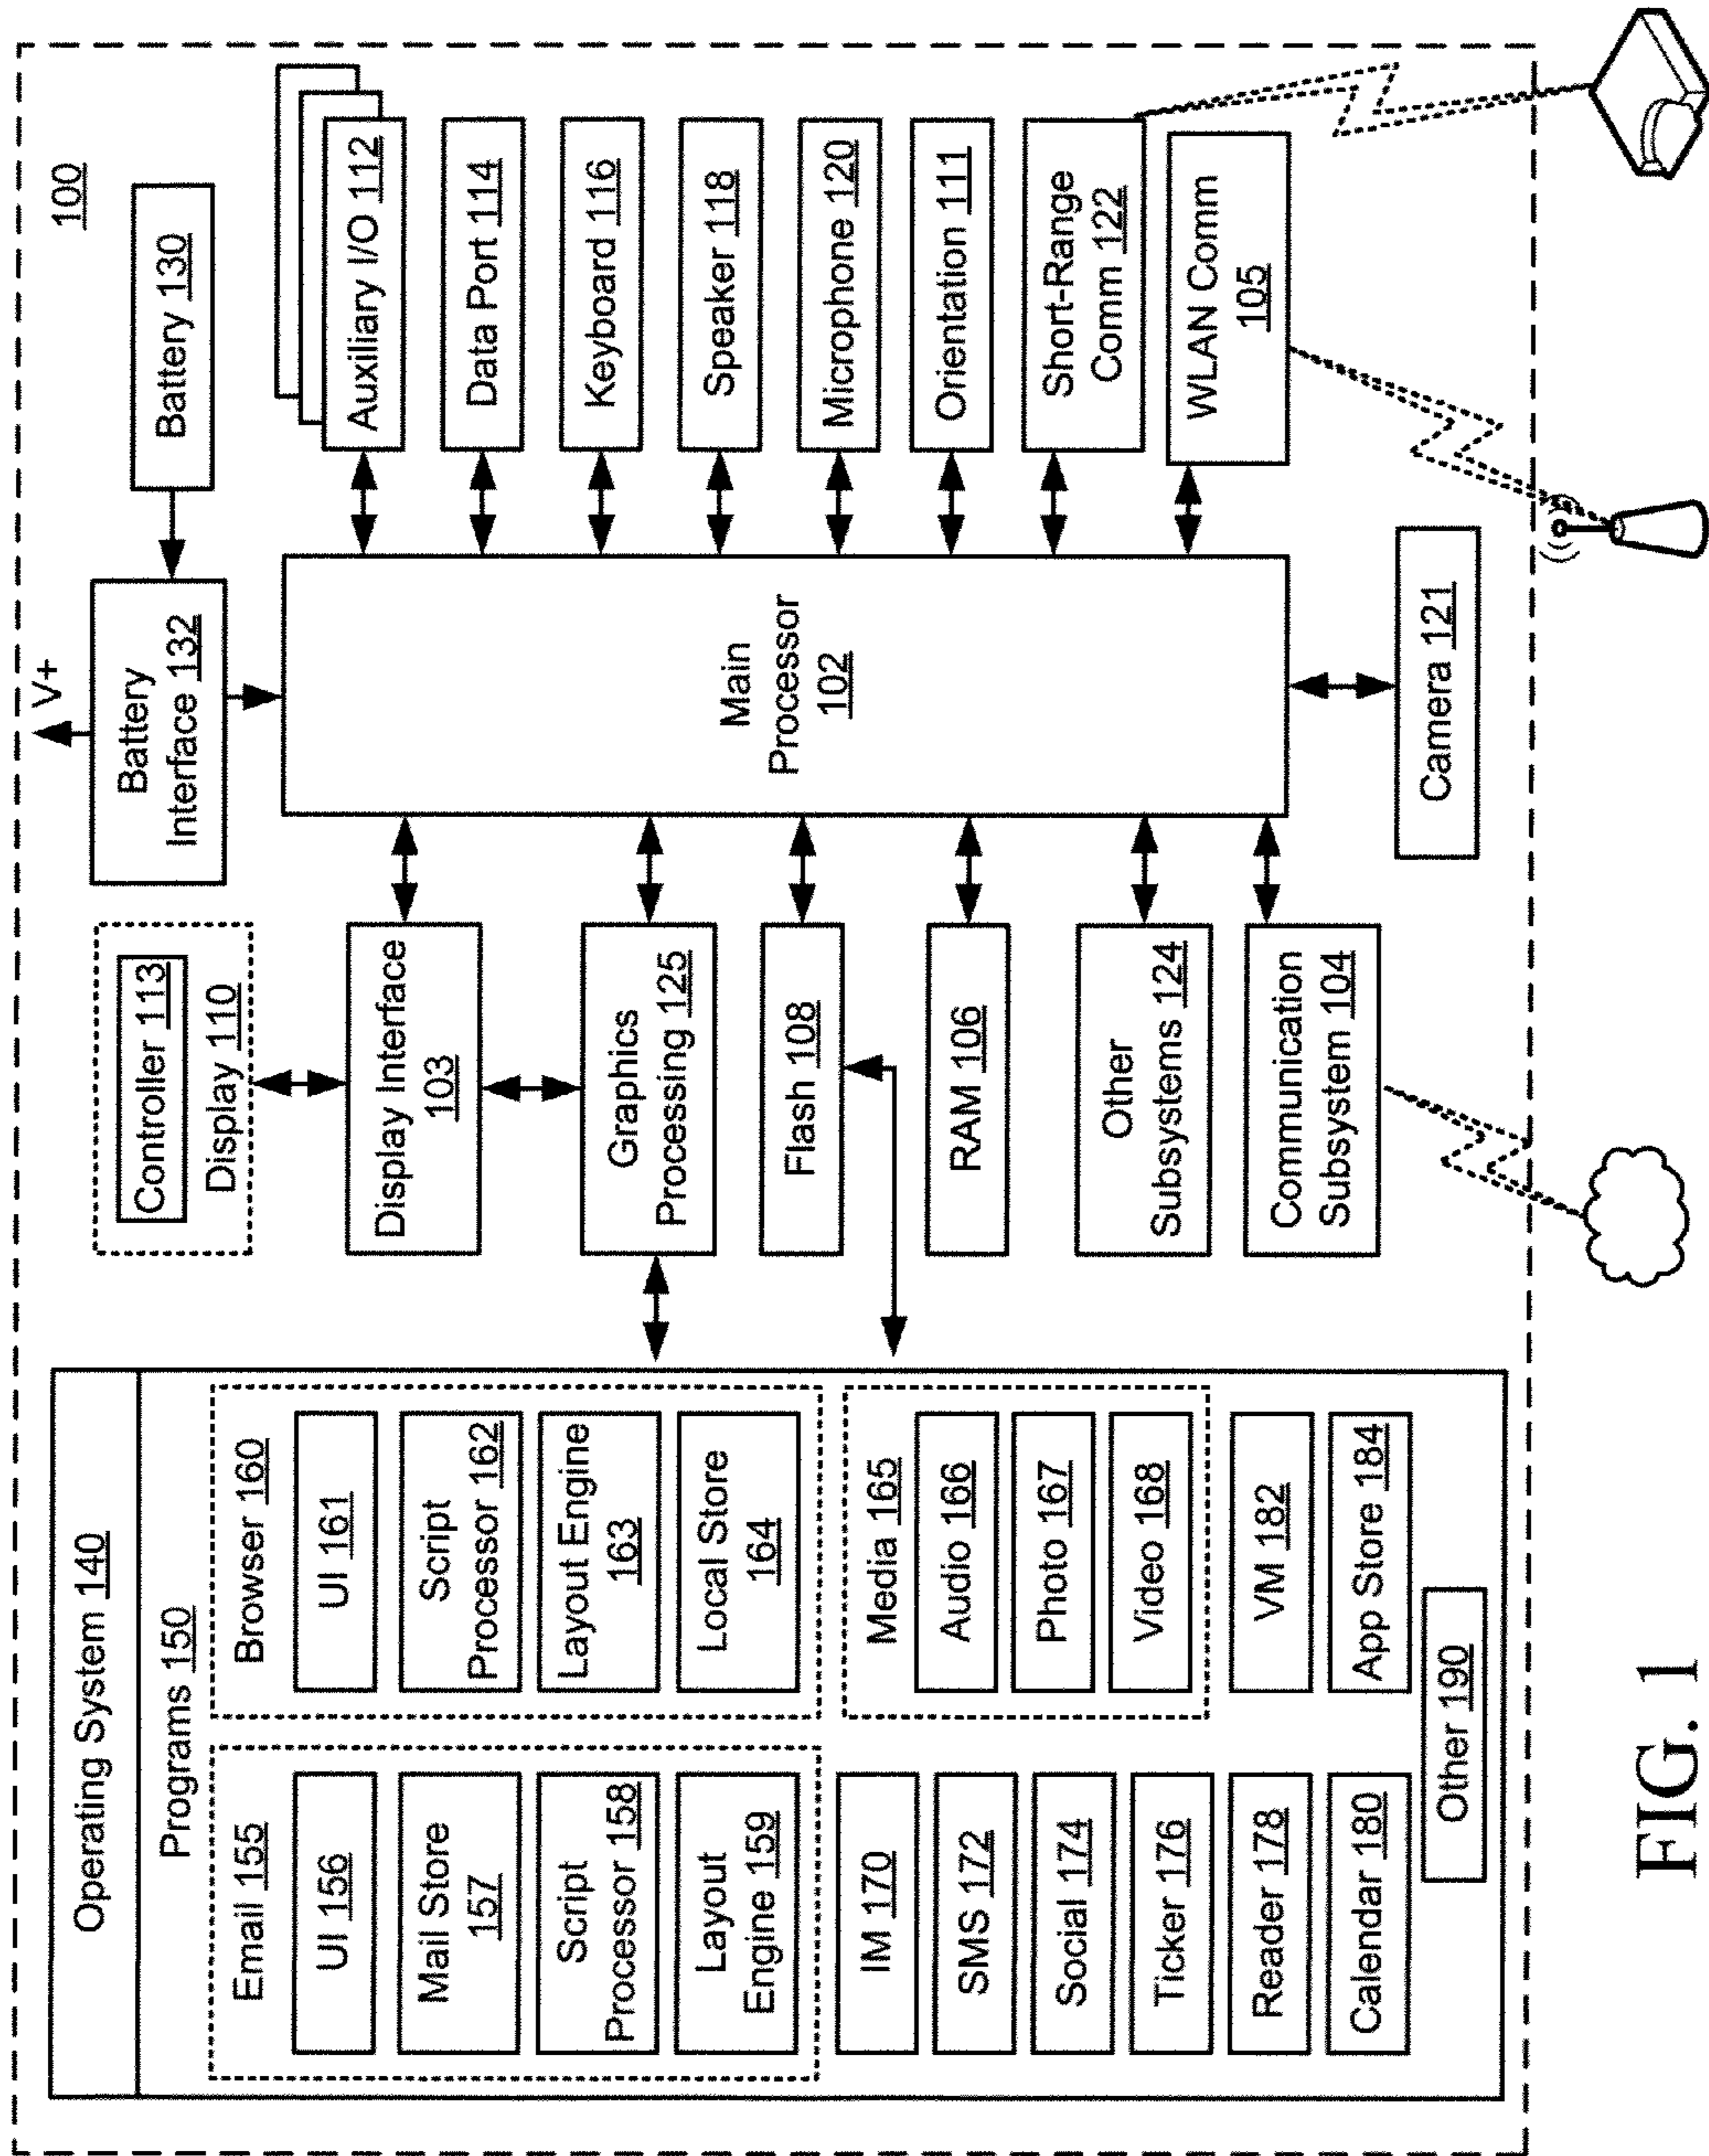 100
Operating System 140
Programs 150
Email 155
UI 156
Mail Store
157
Script
Processor 158
Layout
Engine 159
Browser 160
UI 161
Script
Processor 162
Layout Engine
163
Local Store
164
IM 170
SMS 172
Social 174
Ticker 176
Reader 178
Calendar 180
Media 165
Audio 166
Photo 167
Video 168
VM 182
App Store 184
Other 190
Controller 113
Display 110
Display Interface
103
Graphics
Processing 125
Flash 108
RAM 106
Other
Subsystems 124
Communication
Subsystem 104
V+
Battery
Interface 132
Battery 130
Main
Processor
102
Camera 121
Auxiliary I/O 112
Data Port 114
Keyboard 116
Speaker 118
Microphone 120
Orientation 111
Short-Range
Comm 122
WLAN Comm
105
FIG. 1